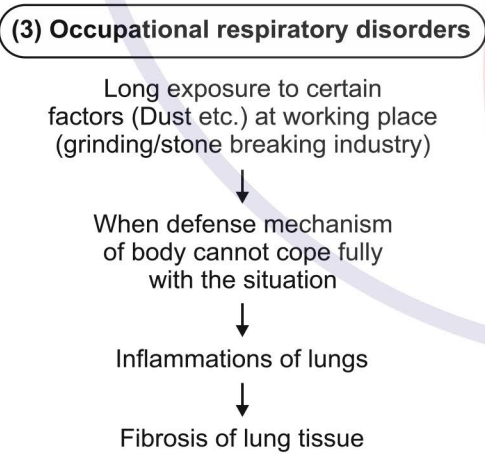 (3) Occupational respiratory disorders
Long exposure to certain
factors (Dust etc.) at working place
(grinding/stone breaking industry)
When defense mechanism
of body cannot cope fully
with the situation
Inflammations of lungs
Fibrosis of lung tissue